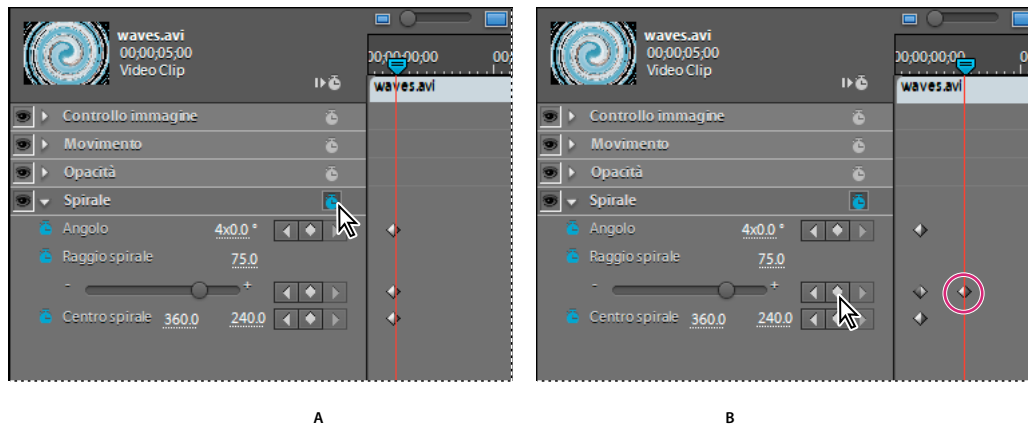 waves.avi
00;00;05;00
Video Clip
00;00;00;00
00;
waves.avi
Controllo immagine
Movimento
Opacità
Spirale
Angolo
4x0.0 °
Raggio spirale
75.0
- +
Centro spirale 360.0 240.0
A
waves.avi
00;00;05;00
Video Clip
00;00;00;00
0
waves.avi
Controllo immagine
Movimento
Opacità
Spirale
Angolo
4x0.0 °
Raggio spirale
75.0
- +
Centro spirale 360.0 240.0
B